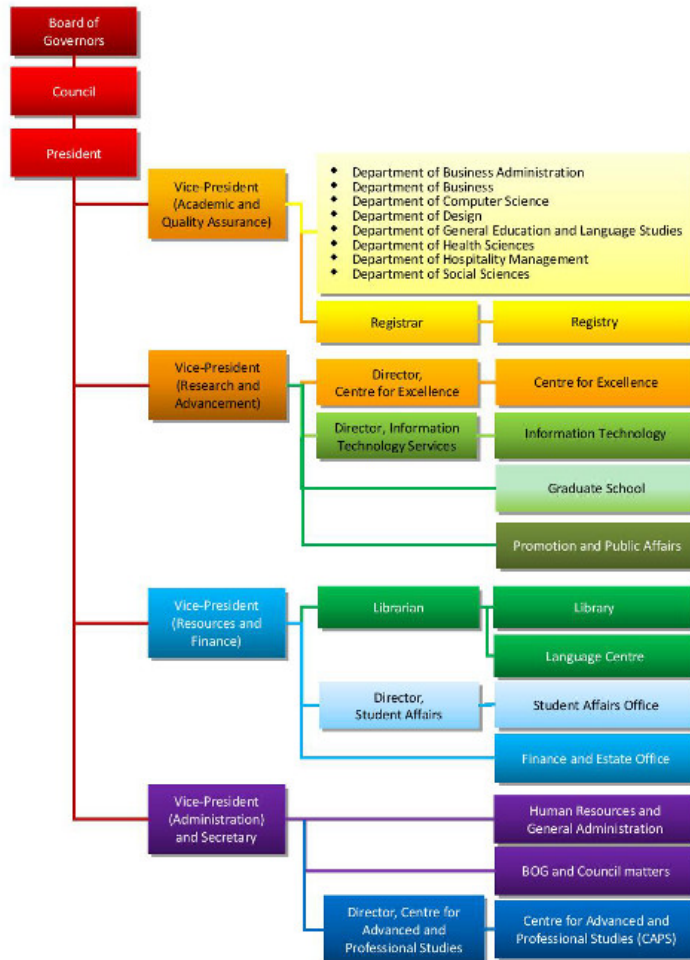 Board of
Governors
Council
President
Vice-President
(Academic and
Quality Assurance)
◆ Department of Business Administration
◆ Department of Business
◆ Department of Computer Science
◆ Department of Design
◆ Department of General Education and Language Studies
◆ Department of Health Sciences
◆ Department of Hospitality Management
◆ Department of Social Sciences
Registrar
Registry
Vice-President
(Research and
Advancement)
Director,
Centre for Excellence
Centre for Excellence
Director, Information
Technology Services
Information Technology
Graduate School
Promotion and Public Affairs
Vice-President
(Resources and
Finance)
Librarian
Library
Language Centre
Director,
Student Affairs
Student Affairs Office
Finance and Estate Office
Vice-President
(Administration)
and Secretary
Human Resources and
General Administration
BOG and Council matters
Director, Centre for
Advanced and
Professional Studies
Centre for Advanced and
Professional Studies (CAPS)